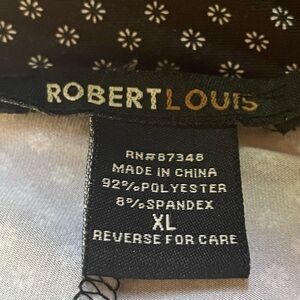 ROBERTLOUIS
RN#87348
MADE IN CHINA
92%POLYESTER
8%SPANDEX
XL
REVERSE FOR CARE